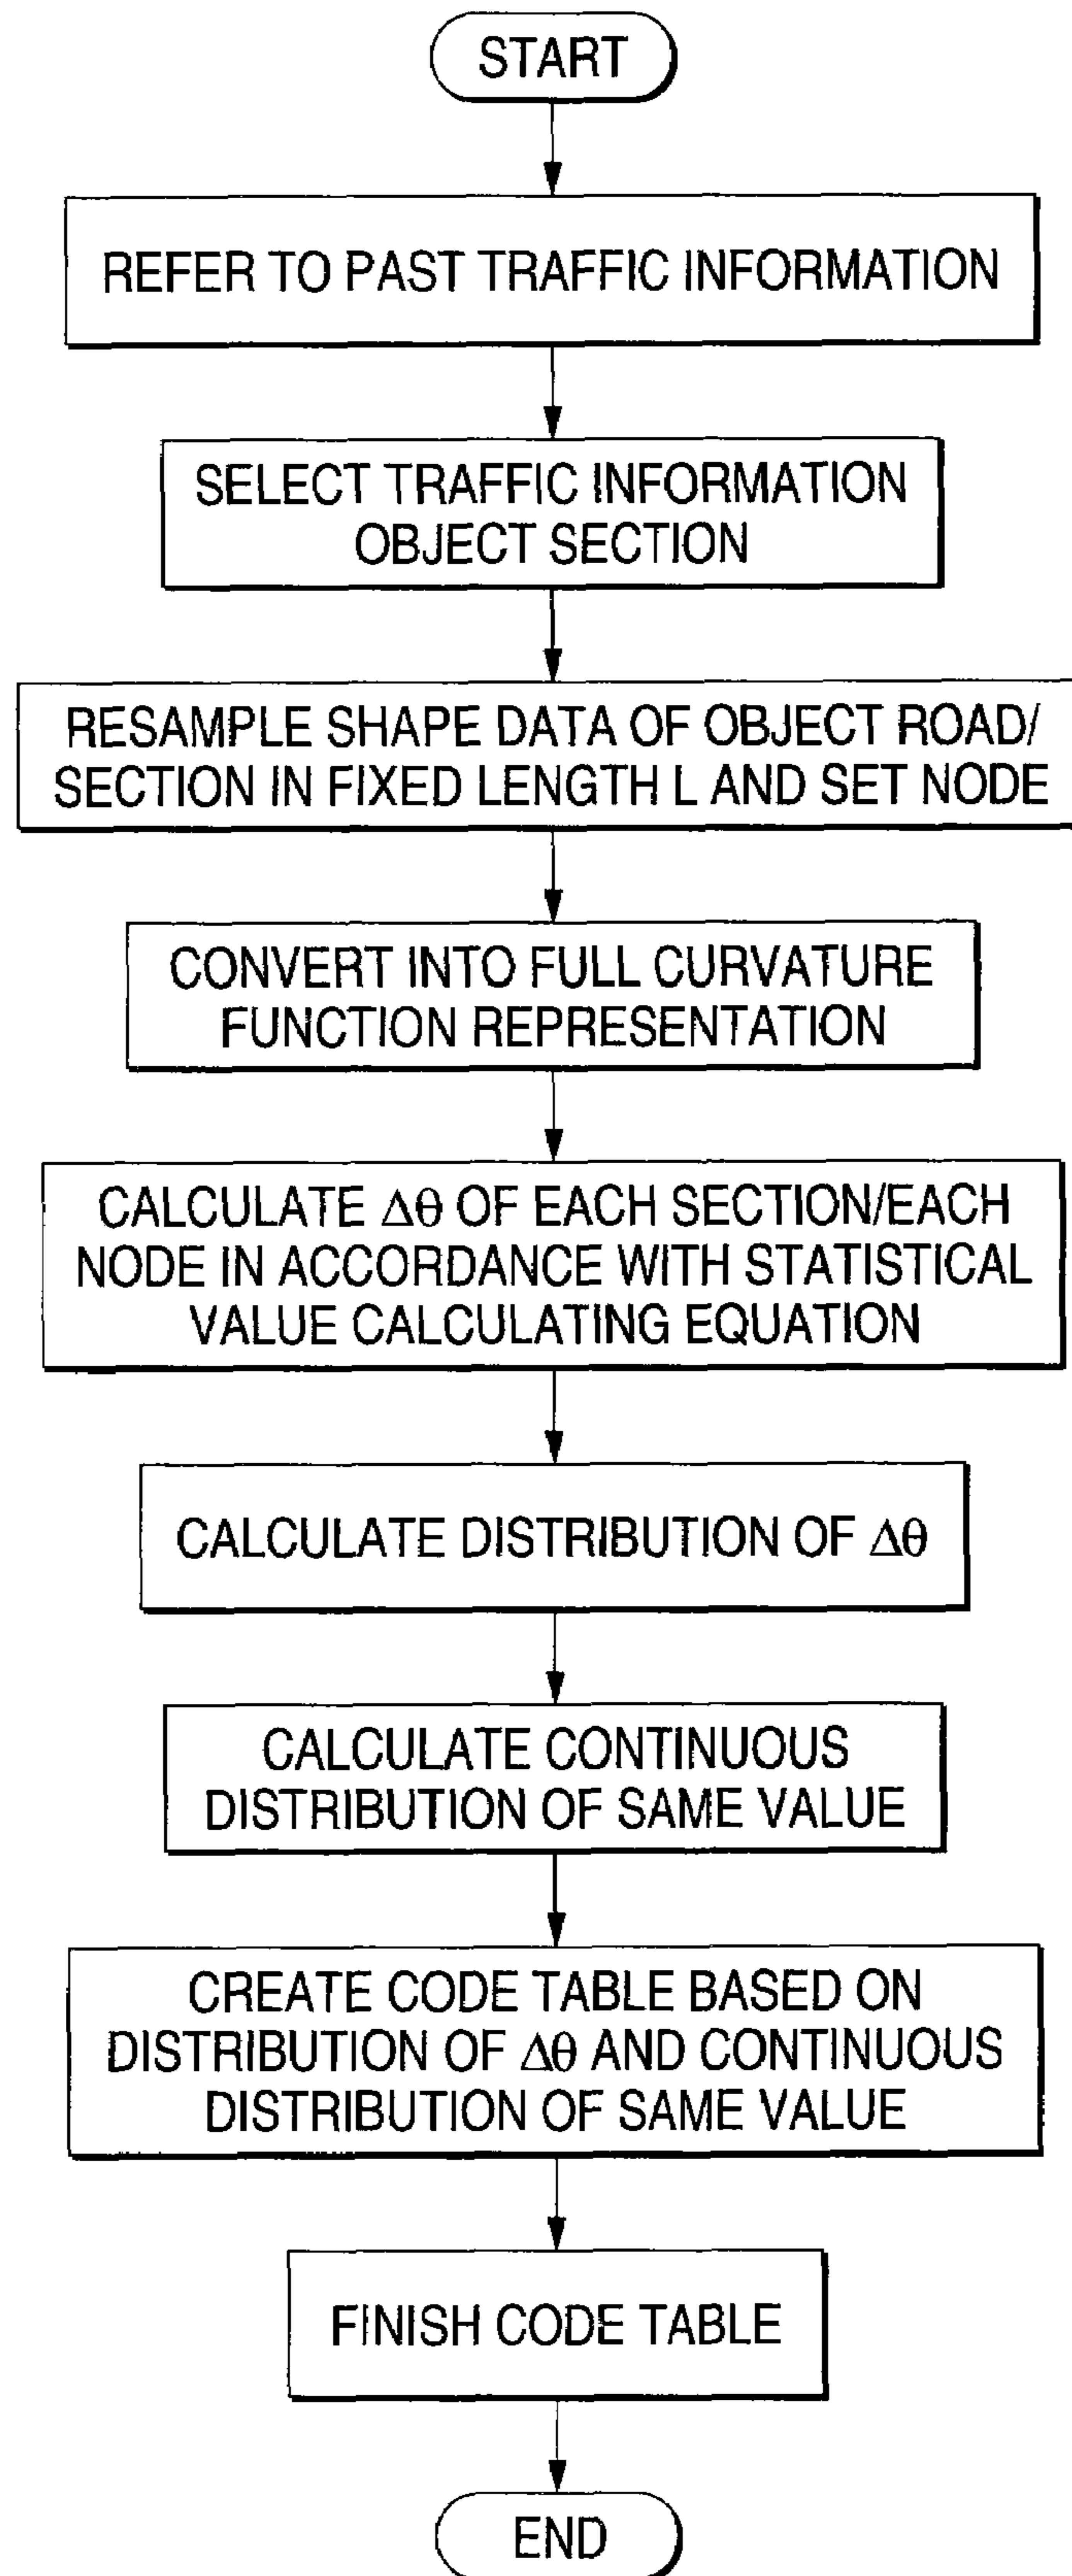 START
REFER TO PAST TRAFFIC INFORMATION
SELECT TRAFFIC INFORMATION
OBJECT SECTION
RESAMPLE SHAPE DATA OF OBJECT ROAD/
SECTION IN FIXED LENGTH L AND SET NODE
CONVERT INTO FULL CURVATURE
FUNCTION REPRESENTATION
CALCULATE Δθ OF EACH SECTION/EACH
NODE IN ACCORDANCE WITH STATISTICAL
VALUE CALCULATING EQUATION
CALCULATE DISTRIBUTION OF Δθ
CALCULATE CONTINUOUS
DISTRIBUTION OF SAME VALUE
CREATE CODE TABLE BASED ON
DISTRIBUTION OF Δθ AND CONTINUOUS
DISTRIBUTION OF SAME VALUE
FINISH CODE TABLE
END